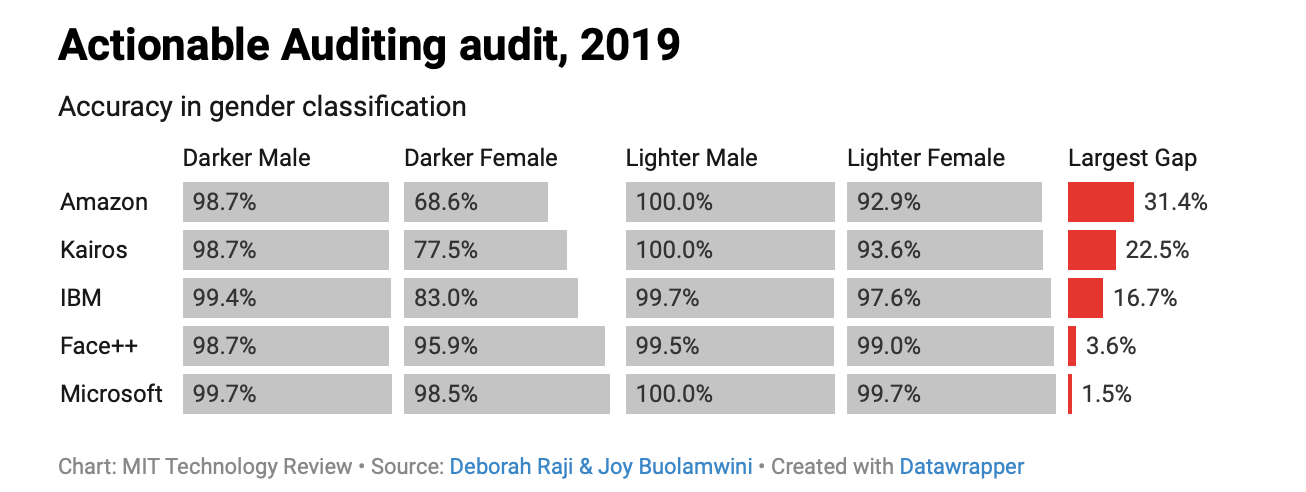 Actionable Auditing audit, 2019
Accuracy in gender classification
Darker Male Darker Female Lighter Male Lighter Female Largest Gap
Amazon 98.7% 68.6% 100.0% 92.9% 31.4%
Kairos 98.7% 77.5% 100.0% 93.6% 22.5%
IBM 99.4% 83.0% 99.7% 97.6% 16.7%
Face++ 98.7% 95.9% 99.5% 99.0% 3.6%
Microsoft 99.7% 98.5% 100.0% 99.7% 1.5%
Chart: MIT Technology Review • Source: Deborah Raji & Joy Buolamwini • Created with Datawrapper